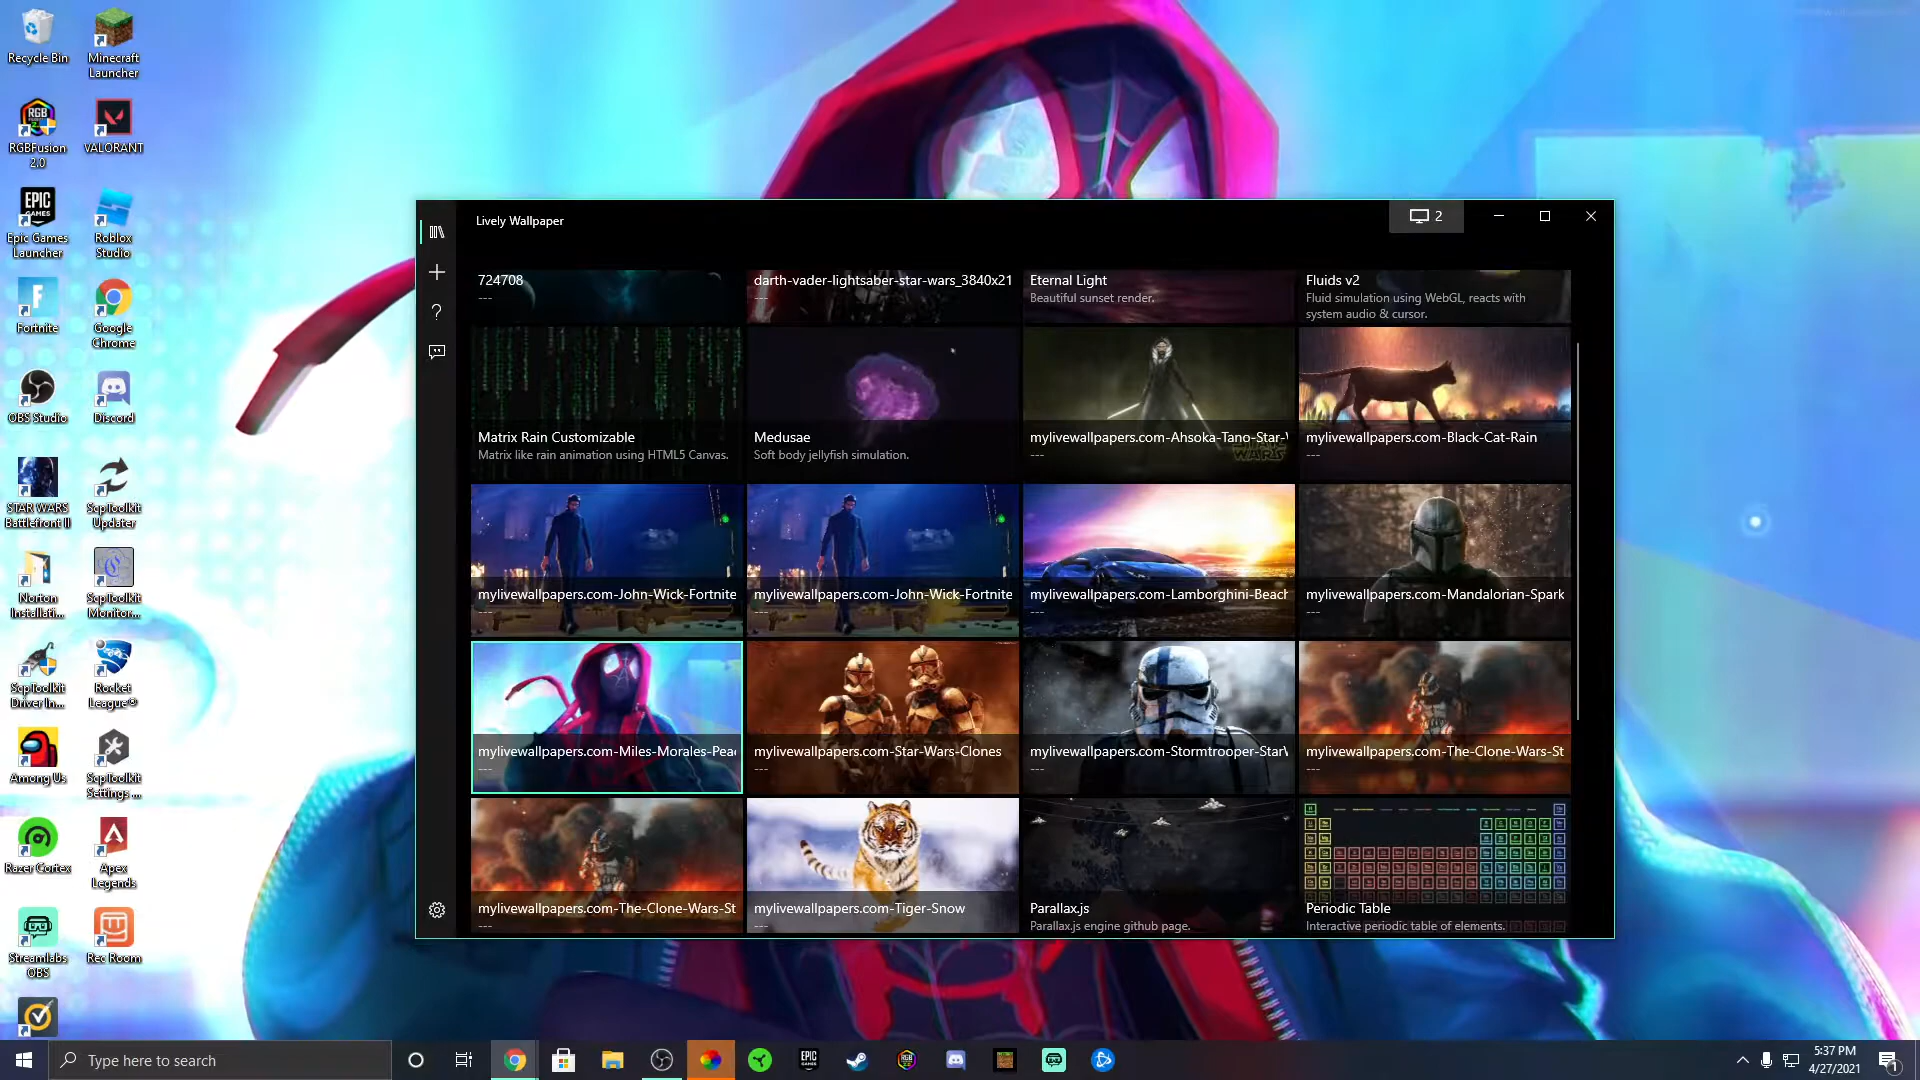 Recycle Bin
Minecraft
Launcher
RGBFusion
2.0
VALORANT
Epic Games
Launcher
Roblox
Studio
Fortnite
Google
Chrome
OBS Studio
Discord
STAR WARS
Battlefront II
ScpToolkit
Updater
Norton
Installati...
ScpToolkit
Monitor...
ScpToolkit
Driver In...
Rocket
League®
Among Us
ScpToolkit
Settings ...
Razer Cortex
Apex
Legends
Streamlabs
OBS
Rec Room
Lively Wallpaper
2
724708
---
darth-vader-lightsaber-star-wars_3840x21
---
Eternal Light
Beautiful sunset render.
Fluids v2
Fluid simulation using WebGL, reacts with
system audio & cursor.
Matrix Rain Customizable
Matrix like rain animation using HTML5 Canvas.
Medusae
Soft body jellyfish simulation.
mylivewallpapers.com-Ahsoka-Tano-Star-
---
STAR
WARS
mylivewallpapers.com-Black-Cat-Rain
---
mylivewallpapers.com-John-Wick-Fortnite
---
mylivewallpapers.com-John-Wick-Fortnite
---
mylivewallpapers.com-Lamborghini-Beach
---
mylivewallpapers.com-Mandalorian-Spark
---
mylivewallpapers.com-Miles-Morales-Pea
---
mylivewallpapers.com-Star-Wars-Clones
---
mylivewallpapers.com-Stormtrooper-Star
---
mylivewallpapers.com-The-Clone-Wars-St
---
mylivewallpapers.com-The-Clone-Wars-St
---
mylivewallpapers.com-Tiger-Snow
---
Parallax.js
Parallax.js engine github page.
Periodic Table
Interactive periodic table of elements.
Type here to search
5:37 PM
4/27/2021
1